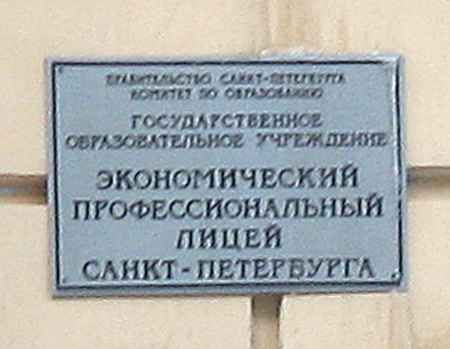 ПРАВИТЕЛЬСТВО САНКТ-ПЕТЕРБУРГА
КОМИТЕТ ПО ОБРАЗОВАНИЮ
ГОСУДАРСТВЕННОЕ
ОБРАЗОВАТЕЛЬНОЕ УЧРЕЖДЕНИЕ
ЭКОНОМИЧЕСКИЙ
ПРОФЕССИОНАЛЬНЫЙ
ЛИЦЕЙ
САНКТ-ПЕТЕРБУРГА